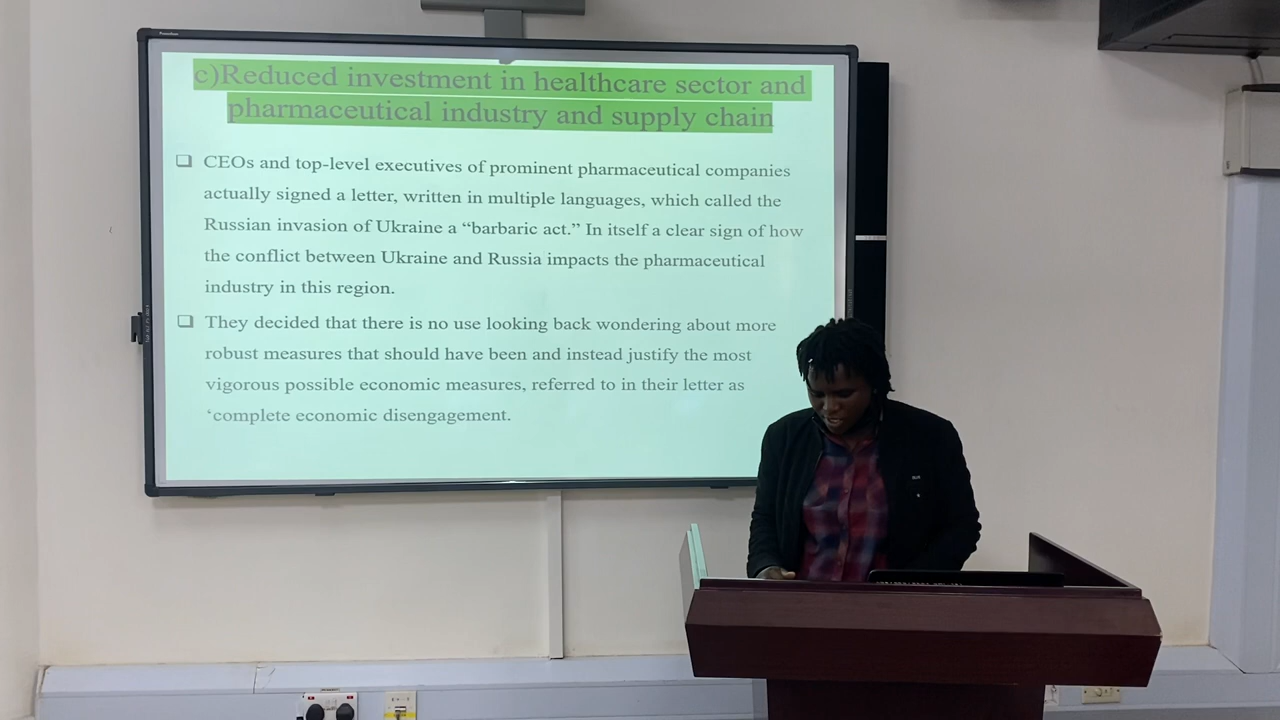 c)Reduced investment in healthcare sector and
pharmaceutical industry and supply chain
❑ CEOs and top-level executives of prominent pharmaceutical companies
actually signed a letter, written in multiple languages, which called the
Russian invasion of Ukraine a “barbaric act.” In itself a clear sign of how
the conflict between Ukraine and Russia impacts the pharmaceutical
industry in this region.
❑ They decided that there is no use looking back wondering about more
robust measures that should have been and instead justify the most
vigorous possible economic measures, referred to in their letter as
‘complete economic disengagement.